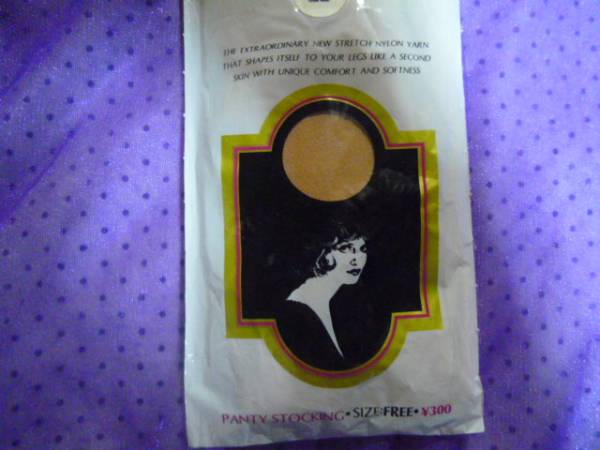 THE EXTRAORDINARY NEW STRETCH NYLON YARN
THAT SHAPES ITSELF TO YOUR LEGS LIKE A SECOND
SKIN WITH UNIQUE COMFORT AND SOFTNESS
PANTY STOCKING•SIZE:FREE•¥300